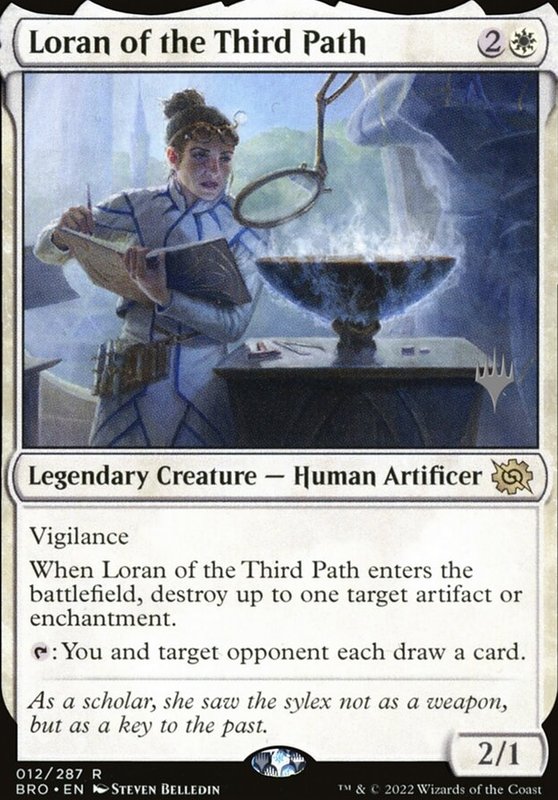 Loran of the Third Path 2
Legendary Creature — Human Artificer
Vigilance
When Loran of the Third Path enters the
battlefield, destroy up to one target artifact or
enchantment.
: You and target opponent each draw a card.
As a scholar, she saw the sylex not as a weapon,
but as a key to the past.
2/1
012/287 R
BRO • EN Steven Belledin
™ & © 2022 Wizards of the Coast